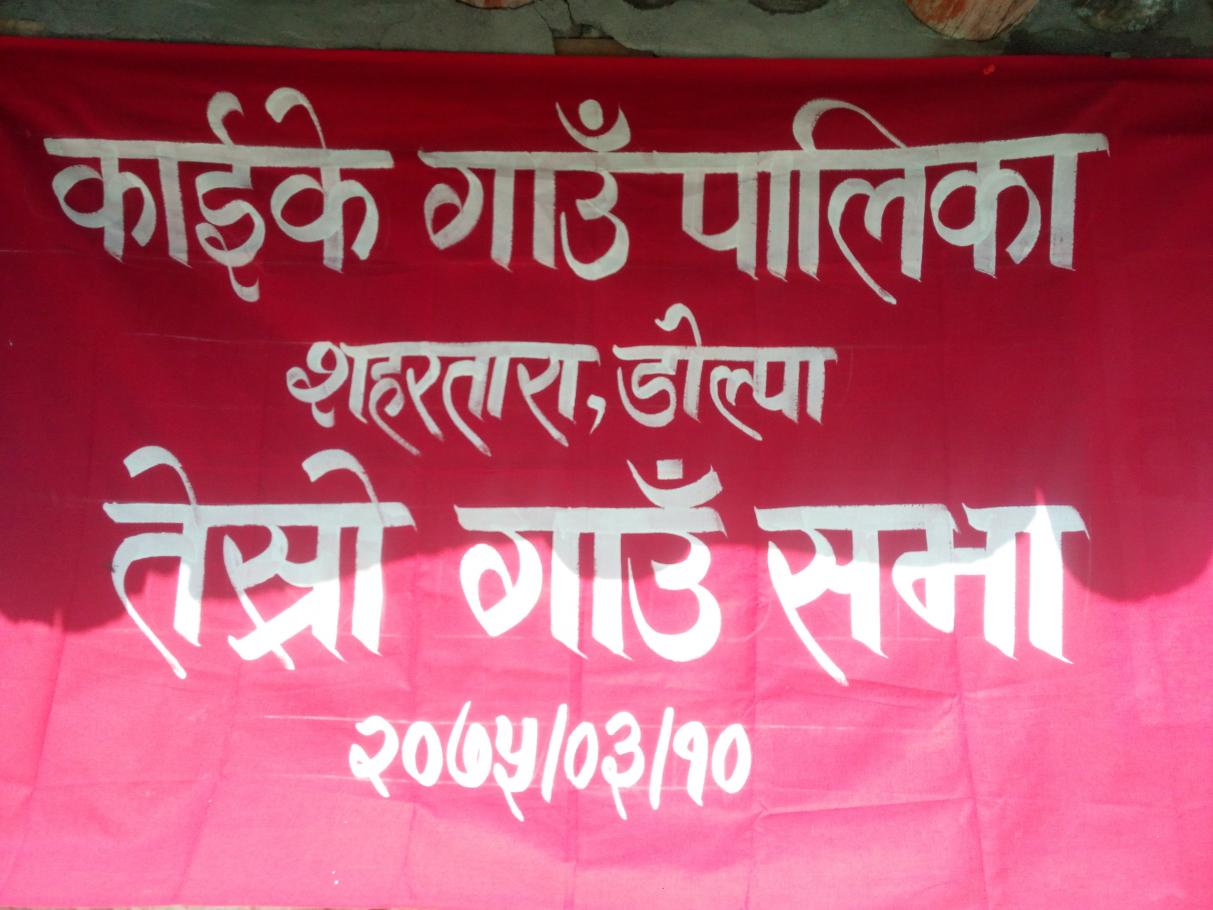 काईके गाउँ पालिका
शहरतारा, डोल्पा
तेस्रो गाउँ सभा
२०७५/०३/१०